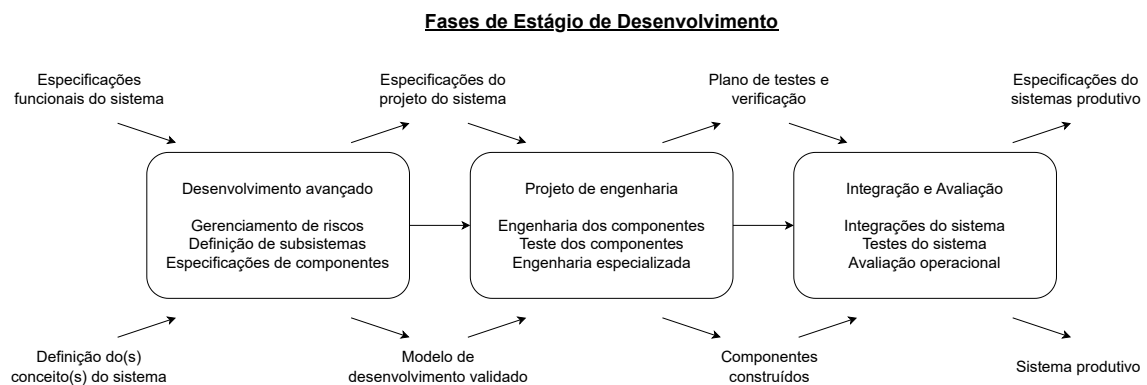 Fases de Estágio de Desenvolvimento
Especificações
funcionais do sistema
Especificações do
projeto do sistema
Plano de testes e
verificação
Especificações do
sistemas produtivo
Desenvolvimento avançado
Gerenciamento de riscos
Definição de subsistemas
Especificações de componentes
Projeto de engenharia
Engenharia dos componentes
Teste dos componentes
Engenharia especializada
Integração e Avaliação
Integrações do sistema
Testes do sistema
Avaliação operacional
Definição do(s)
conceito(s) do sistema
Modelo de
desenvolvimento validado
Componentes
construídos
Sistema produtivo